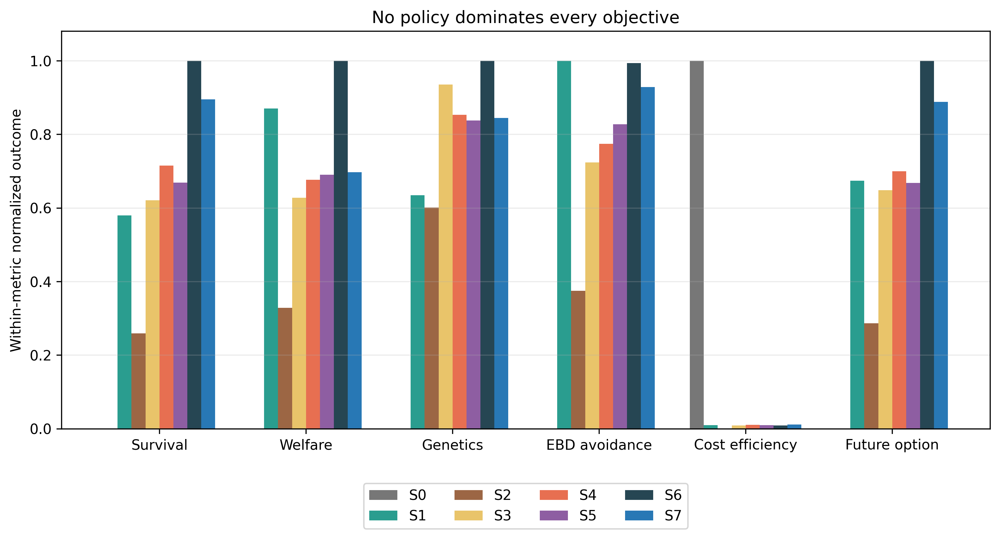 No policy dominates every objective
Within-metric normalized outcome
1.0
0.8
0.6
0.4
0.2
0.0
Survival Welfare Genetics EBD avoidance Cost efficiency Future option
S0 S2 S4 S6
S1 S3 S5 S7